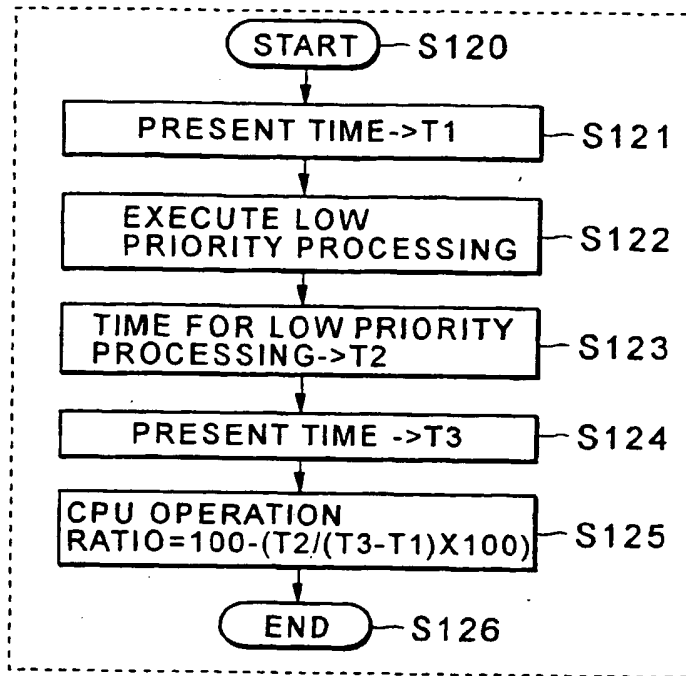 START
S120
PRESENT TIME->T1
S121
EXECUTE LOW
PRIORITY PROCESSING
S122
TIME FOR LOW PRIORITY
PROCESSING->T2
S123
PRESENT TIME ->T3
S124
CPU OPERATION
RATIO=100-(T2/(T3-T1)X100)
S125
END
S126